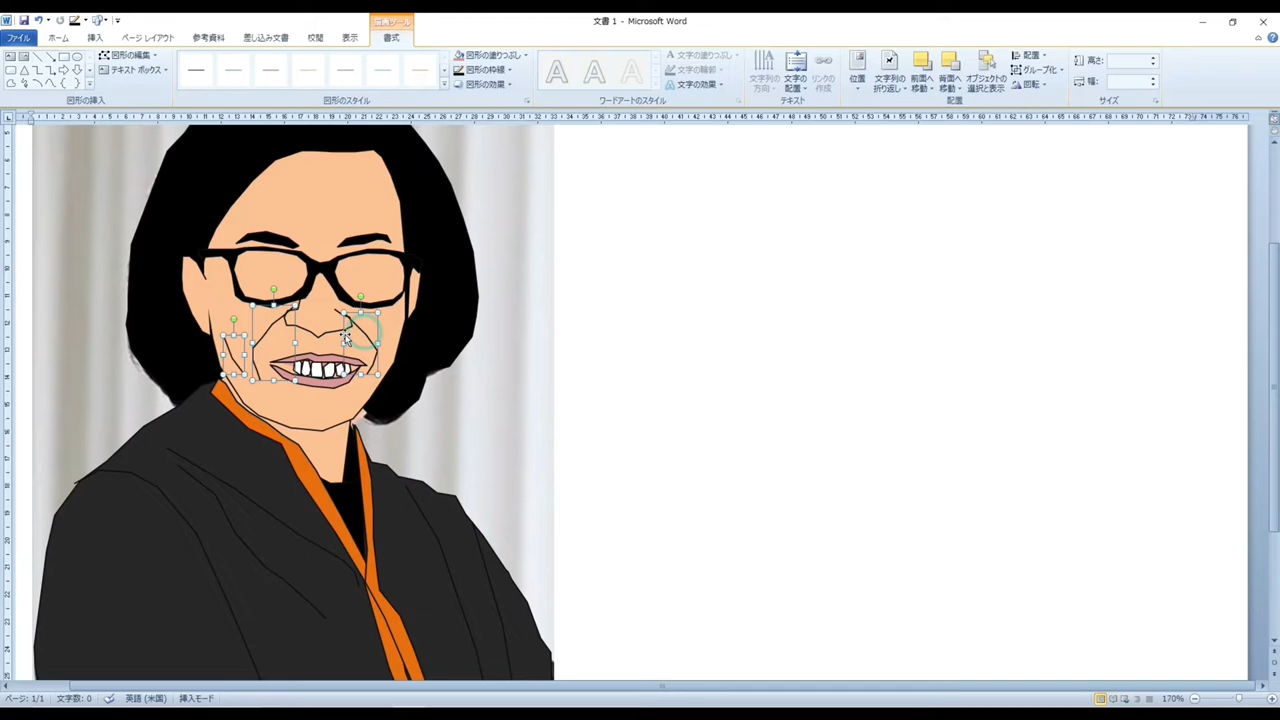 文書 1 - Microsoft Word
描画ツール
ファイル ホーム 挿入 ページ レイアウト 参考資料 差し込み文書 校閲 表示 書式
図形の編集
テキスト ボックス
図形の挿入
図形の塗りつぶし
図形の枠線
図形の効果
図形のスタイル
文字の塗りつぶし
文字の輪郭
文字の効果
ワードアートのスタイル
文字列の方向
文字の配置
リンクの作成
テキスト
位置
文字列の折り返し
前面へ移動
背面へ移動
オブジェクトの選択と表示
配置
グループ化
回転
配置
高さ:
幅:
サイズ
ページ: 1/1 文字数: 0 英語 (米国) 挿入モード 170%